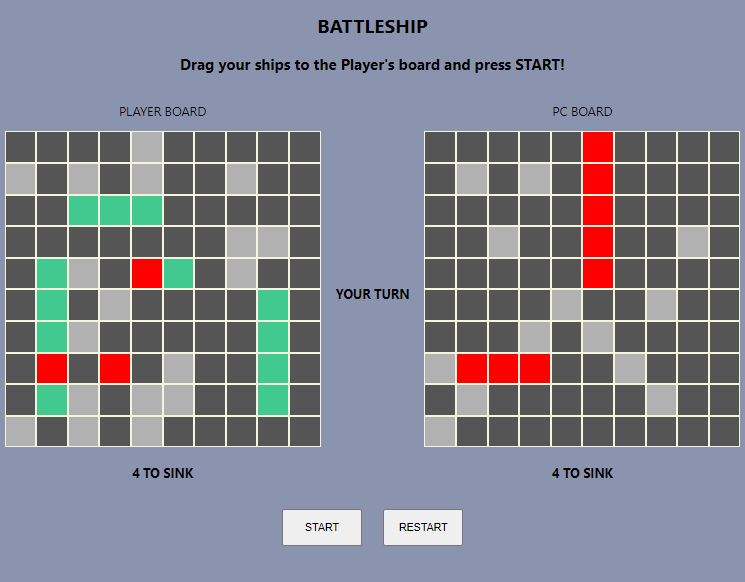 BATTLESHIP
Drag your ships to the Player's board and press START!
PLAYER BOARD
PC BOARD
YOUR TURN
4 TO SINK
4 TO SINK
START
RESTART